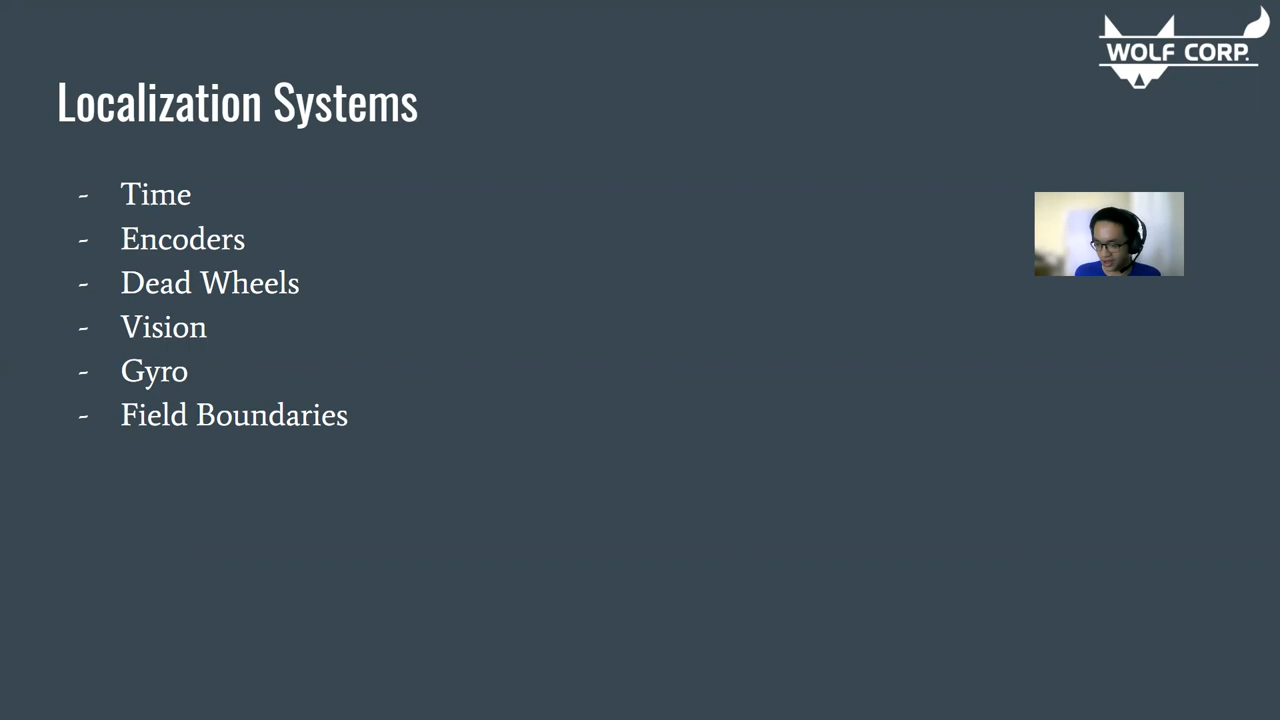 WOLF CORP.
Localization Systems
- Time
- Encoders
- Dead Wheels
- Vision
- Gyro
- Field Boundaries